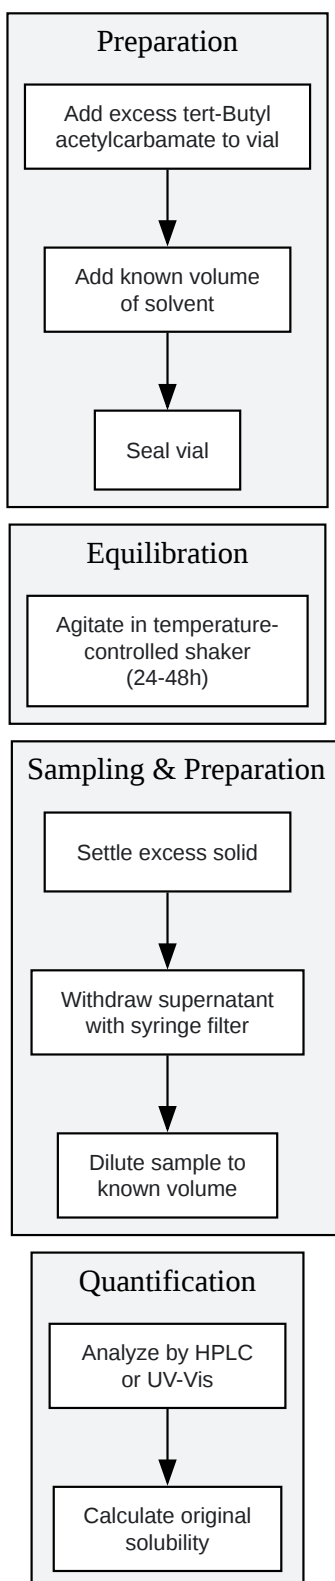 Preparation
Add excess tert-Butyl
acetylcarbamate to vial
Add known volume
of solvent
Seal vial
Equilibration
Agitate in temperature-
controlled shaker
(24-48h)
Sampling & Preparation
Settle excess solid
Withdraw supernatant
with syringe filter
Dilute sample to
known volume
Quantification
Analyze by HPLC
or UV-Vis
Calculate original
solubility